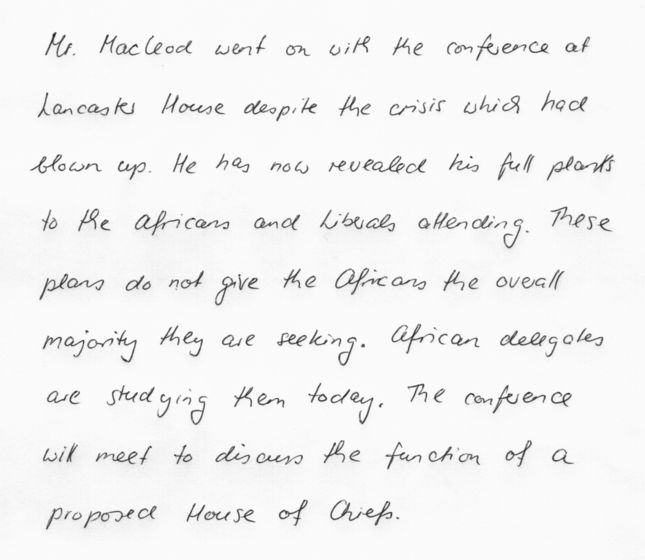 Mr. Macleod went on with the conference at
Lancaster House despite the crisis which had
blown up. He has now revealed his full plans
to the Africans and Liberals attending. These
plans do not give the Africans the overall
majority they are seeking. African delegates
are studying them today. The conference
will meet to discuss the function of a
proposed House of Chiefs.